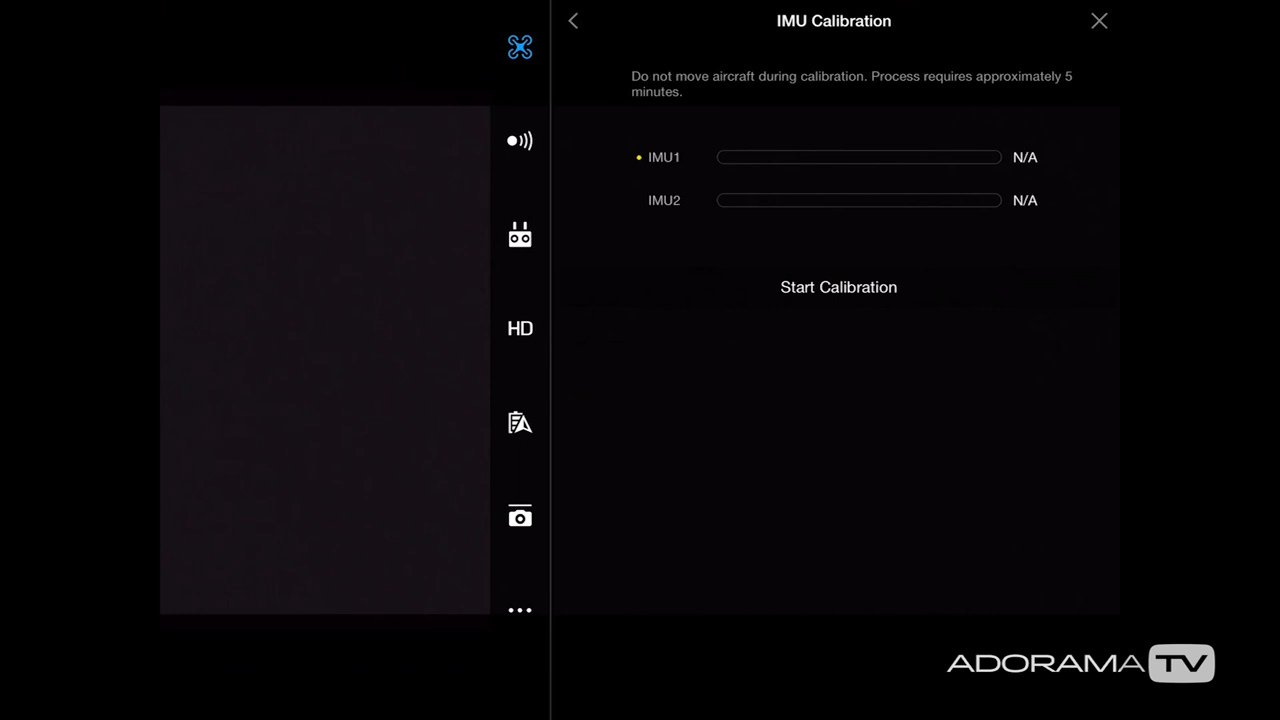 IMU Calibration
Do not move aircraft during calibration. Process requires approximately 5
minutes.
IMU1 N/A
IMU2 N/A
Start Calibration
HD
ADORAMA TV